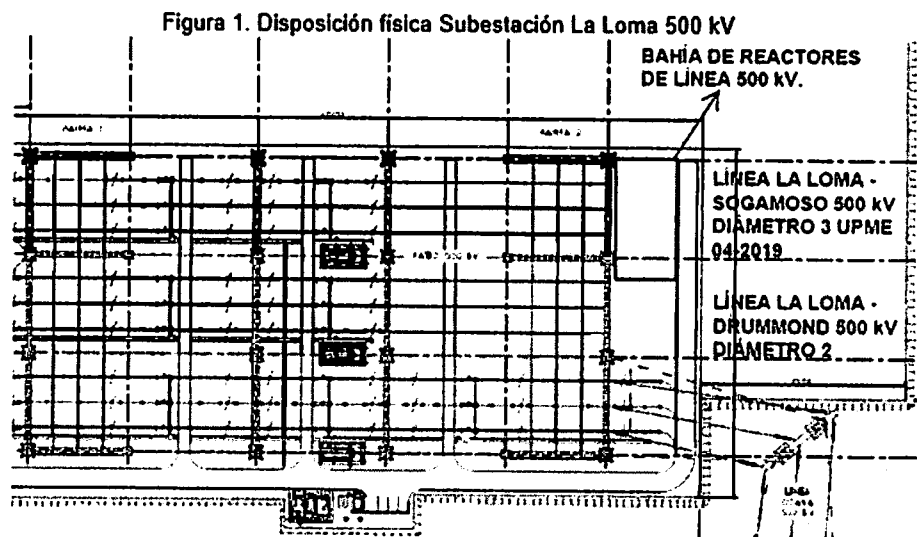 Figura 1. Disposición física Subestación La Loma 500 kV
BAHÍA DE REACTORES
DE LÍNEA 500 kV.
LÍNEA LA LOMA -
SOGAMOSO 500 kV
DIÁMETRO 3 UPME
04-2019
LÍNEA LA LOMA -
DRUMMOND 500 kV
DIÁMETRO 2